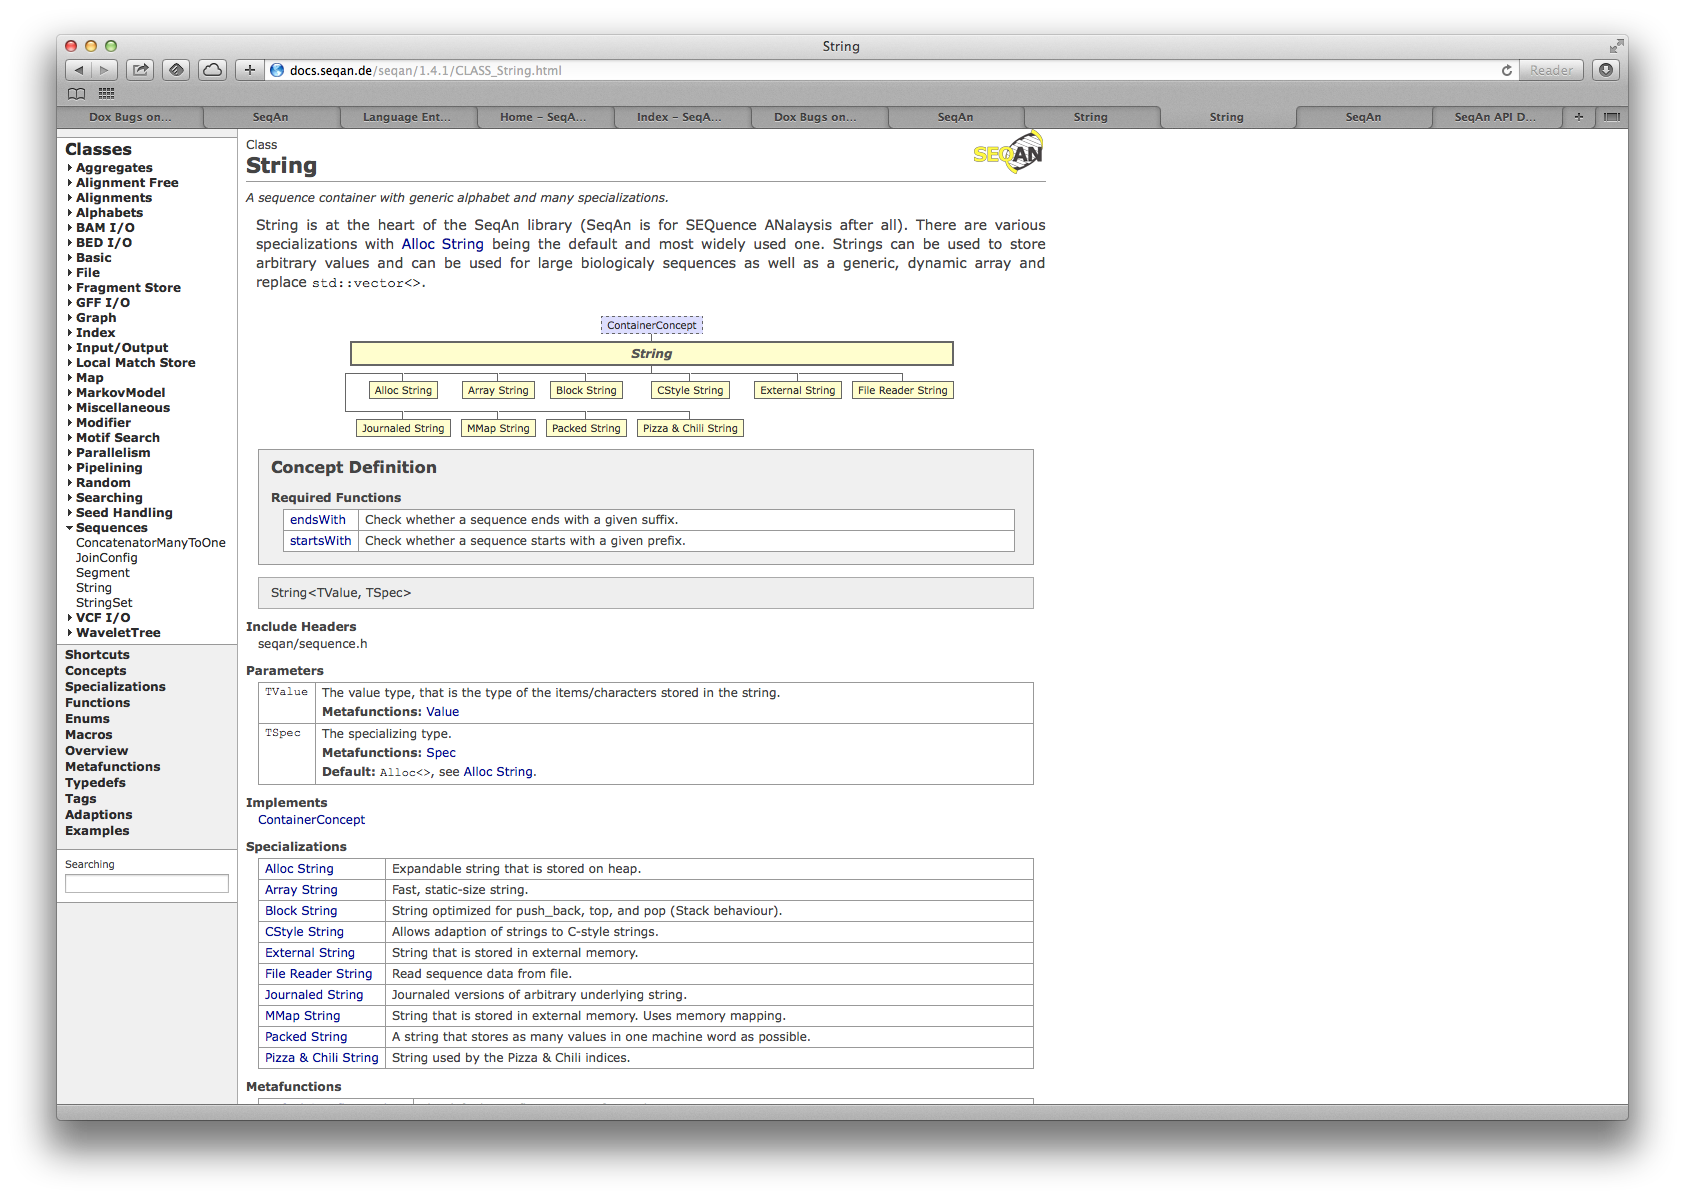 String
docs.seqan.de/seqan/1.4.1/CLASS_String.html
Reader
Dox Bugs on...
SeqAn
Language Ent...
Home – SeqA...
Index – SeqA...
Dox Bugs on...
SeqAn
String
String
SeqAn
SeqAn API D...
Classes
Aggregates
Alignment Free
Alignments
Alphabets
BAM I/O
BED I/O
Basic
File
Fragment Store
GFF I/O
Graph
Index
Input/Output
Local Match Store
Map
MarkovModel
Miscellaneous
Modifier
Motif Search
Parallelism
Pipelining
Random
Searching
Seed Handling
Sequences
ConcatenatorManyToOne
JoinConfig
Segment
String
StringSet
VCF I/O
WaveletTree
Shortcuts
Concepts
Specializations
Functions
Enums
Macros
Overview
Metafunctions
Typedefs
Tags
Adaptions
Examples
Searching
Class
String
SEQAN
A sequence container with generic alphabet and many specializations.
String is at the heart of the SeqAn library (SeqAn is for SEQuence ANalaysis after all). There are various
specializations with Alloc String being the default and most widely used one. Strings can be used to store
arbitrary values and can be used for large biologicaly sequences as well as a generic, dynamic array and
replace std::vector<>.
ContainerConcept
String
Alloc String Array String Block String CStyle String External String File Reader String
Journaled String MMap String Packed String Pizza & Chili String
Concept Definition
Required Functions
endsWith Check whether a sequence ends with a given suffix.
startsWith Check whether a sequence starts with a given prefix.
String<TValue, TSpec>
Include Headers
seqan/sequence.h
Parameters
TValue The value type, that is the type of the items/characters stored in the string.
Metafunctions: Value
TSpec The specializing type.
Metafunctions: Spec
Default: Alloc<>, see Alloc String.
Implements
ContainerConcept
Specializations
Alloc String Expandable string that is stored on heap.
Array String Fast, static-size string.
Block String String optimized for push_back, top, and pop (Stack behaviour).
CStyle String Allows adaption of strings to C-style strings.
External String String that is stored in external memory.
File Reader String Read sequence data from file.
Journaled String Journaled versions of arbitrary underlying string.
MMap String String that is stored in external memory. Uses memory mapping.
Packed String A string that stores as many values in one machine word as possible.
Pizza & Chili String String used by the Pizza & Chili indices.
Metafunctions